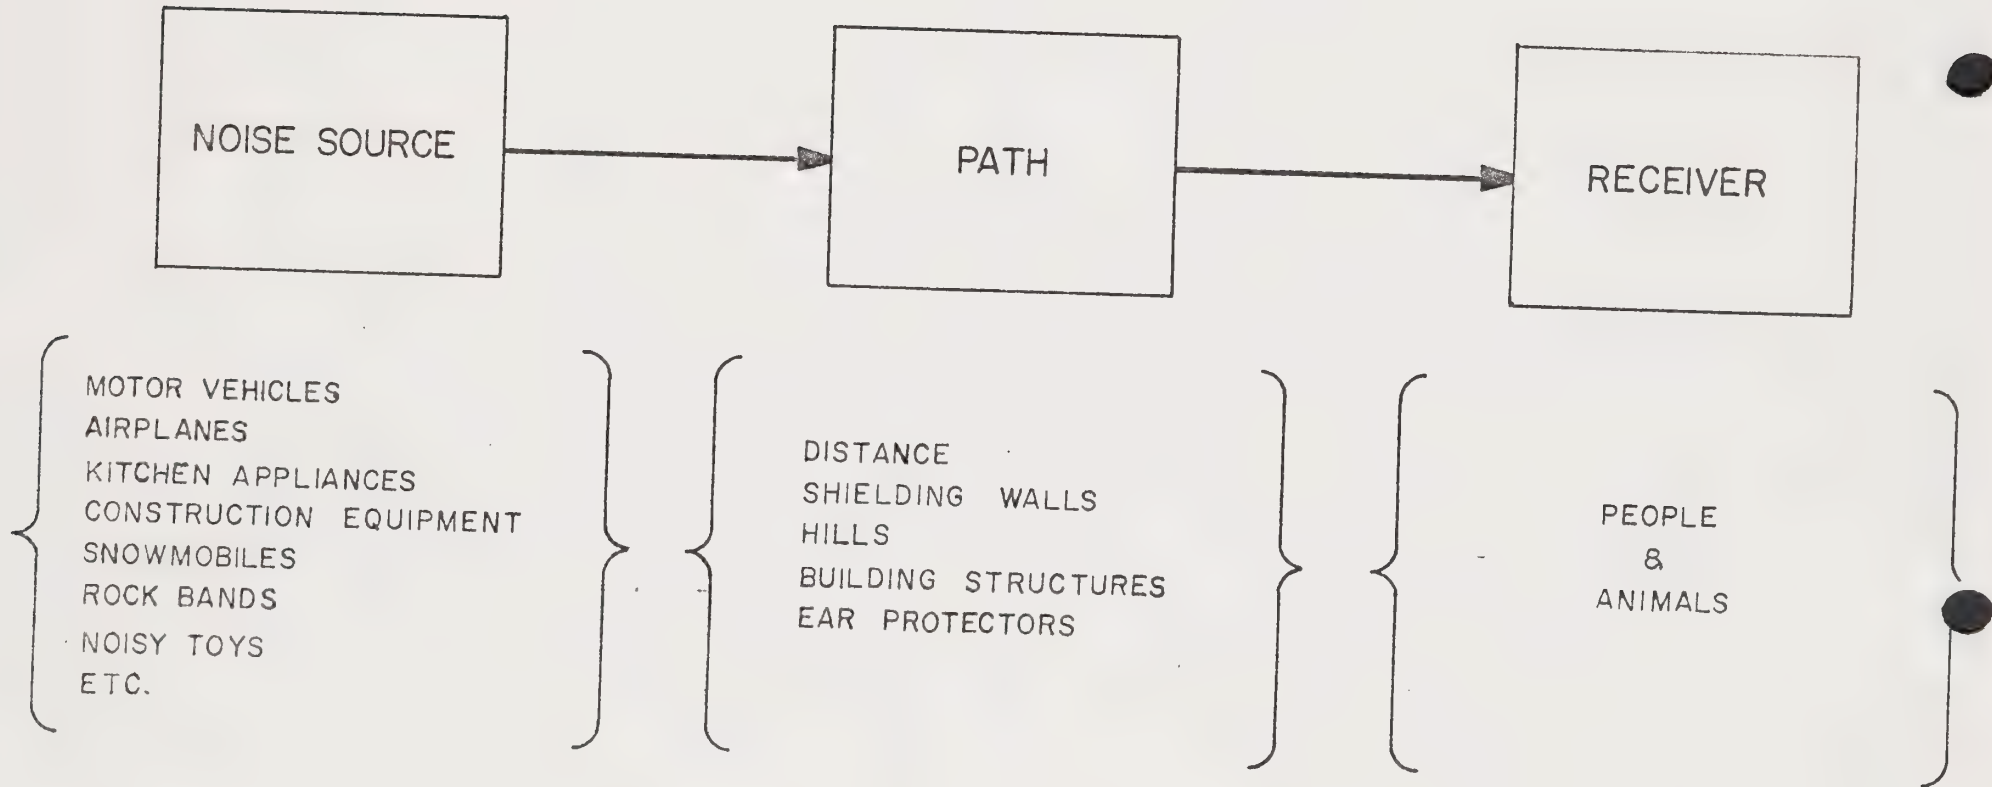 NOISE SOURCE
PATH
RECEIVER
MOTOR VEHICLES
AIRPLANES
KITCHEN APPLIANCES
CONSTRUCTION EQUIPMENT
SNOWMOBILES
ROCK BANDS
NOISY TOYS
ETC.
DISTANCE
SHIELDING WALLS
HILLS
BUILDING STRUCTURES
EAR PROTECTORS
PEOPLE
&
ANIMALS